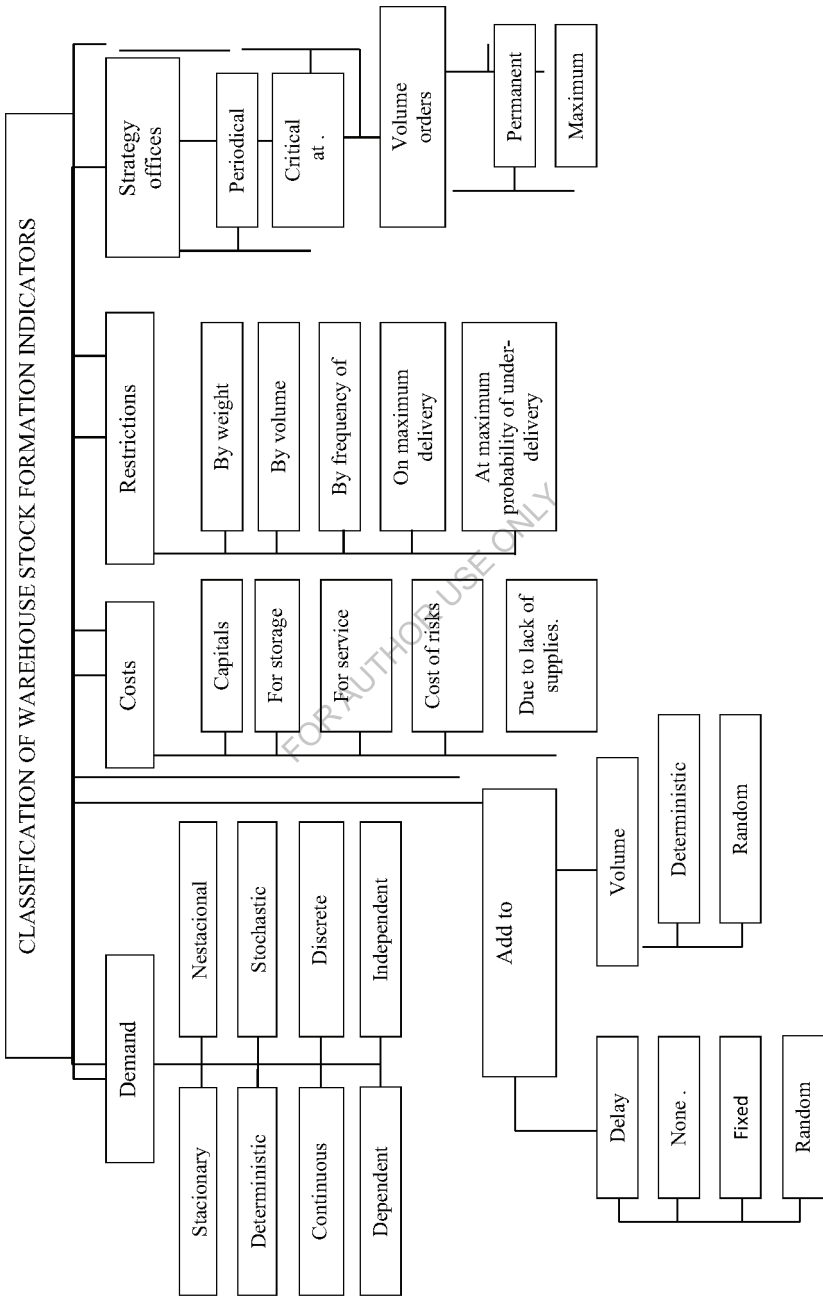 CLASSIFICATION OF WAREHOUSE STOCK FORMATION INDICATORS
Demand
Stacionary
Nestacional
Deterministic
Stochastic
Continuous
Discrete
Dependent
Independent
Costs
Capitals
For storage
For service
Cost of risks
Due to lack of
supplies.
Restrictions
By weight
By volume
By frequency of
On maximum
delivery
At maximum
probability of under-
delivery
Strategy
offices
Periodical
Critical
at .
Volume
orders
Permanent
Maximum
Add to
Delay
None .
Fixed
Random
Volume
Deterministic
Random
FOR AUTHOR USE ONLY